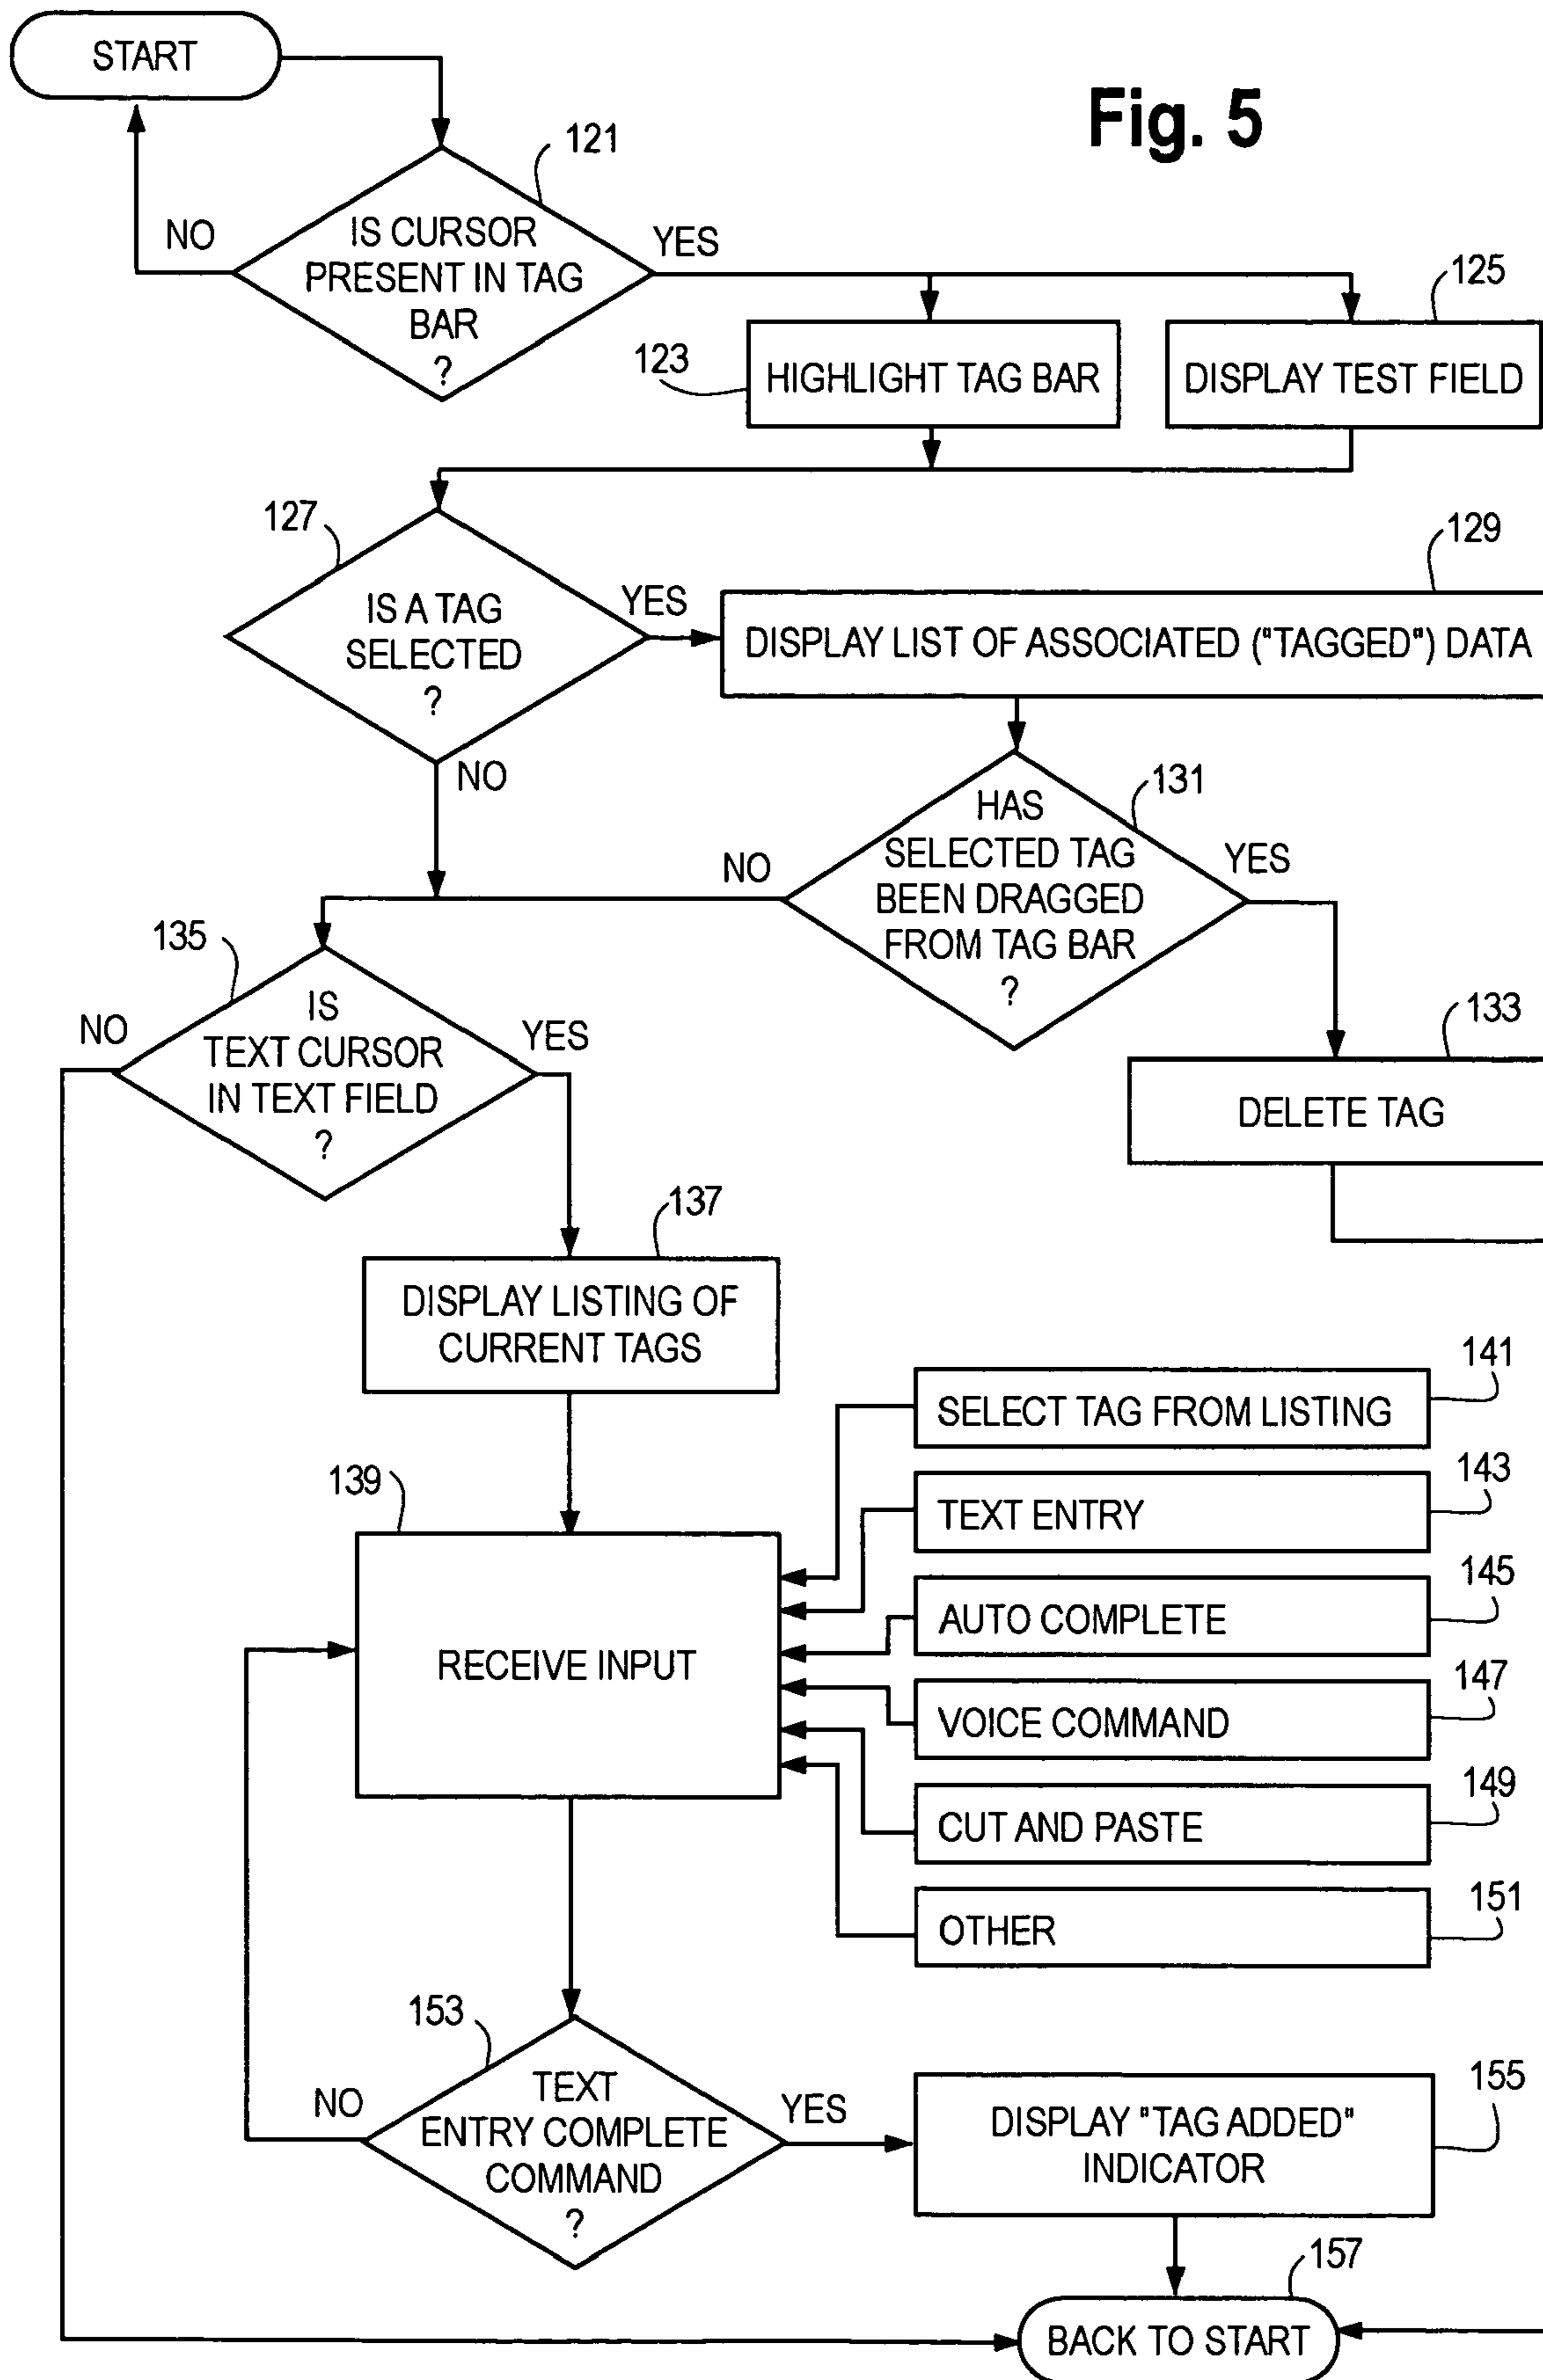 START
Fig. 5
121
IS CURSOR
PRESENT IN TAG
BAR
?
NO
YES
125
123
HIGHLIGHT TAG BAR
DISPLAY TEST FIELD
127
IS A TAG
SELECTED
?
YES
NO
129
DISPLAY LIST OF ASSOCIATED ("TAGGED") DATA
131
HAS
SELECTED TAG
BEEN DRAGGED
FROM TAG BAR
?
NO
YES
135
IS
TEXT CURSOR
IN TEXT FIELD
?
NO
YES
133
DELETE TAG
137
DISPLAY LISTING OF
CURRENT TAGS
141
SELECT TAG FROM LISTING
139
RECEIVE INPUT
143
TEXT ENTRY
145
AUTO COMPLETE
147
VOICE COMMAND
149
CUT AND PASTE
151
OTHER
153
TEXT
ENTRY COMPLETE
COMMAND
?
NO
YES
155
DISPLAY "TAG ADDED"
INDICATOR
157
BACK TO START